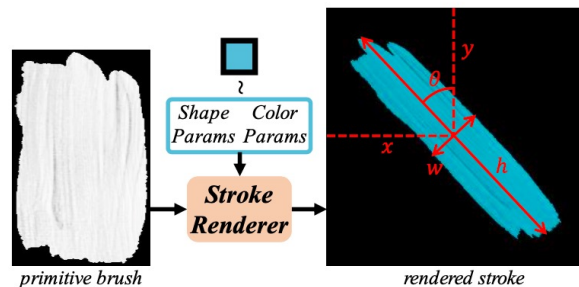 Shape Color
Params Params
Stroke
Renderer
primitive brush
y
θ
x
w
h
rendered stroke